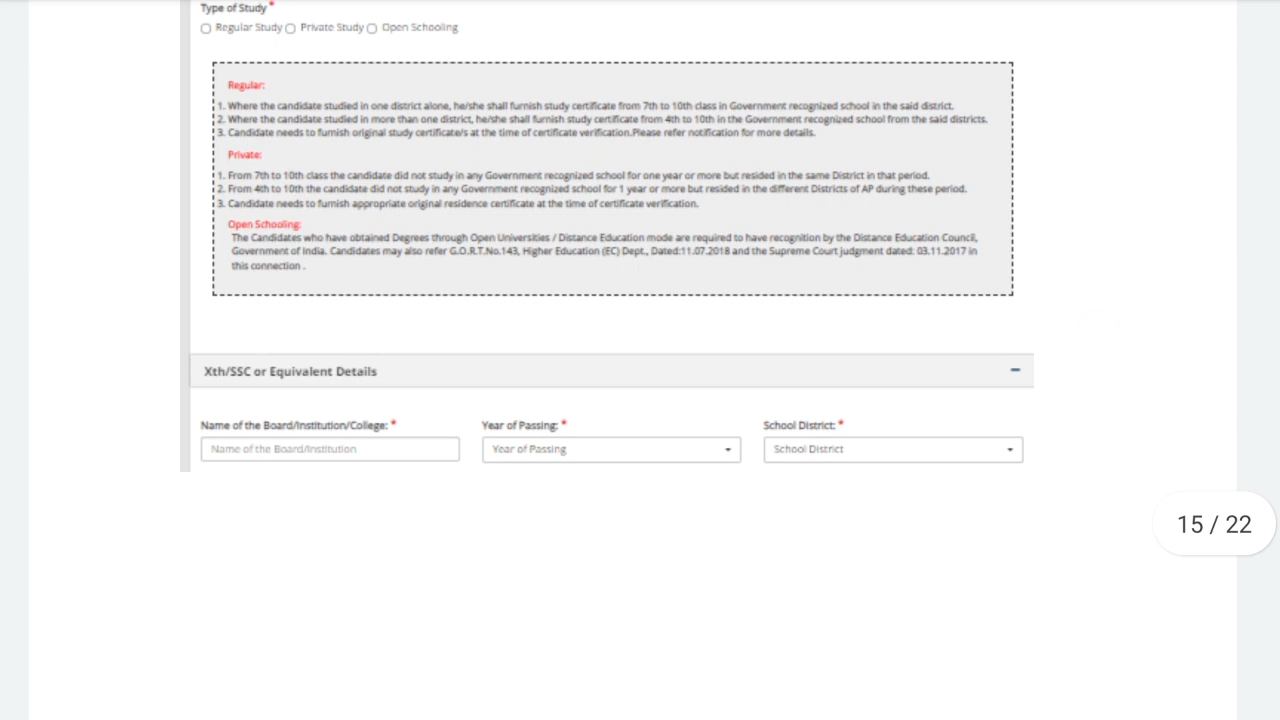 Type of Study *
Regular Study Private Study Open Schooling
Regular:
1. Where the candidate studied in one district alone, he/she shall furnish study certificate from 7th to 10th class in Government recognized school in the said district.
2. Where the candidate studied in more than one district, he/she shall furnish study certificate from 4th to 10th in the Government recognized school from the said districts.
3. Candidate needs to furnish original study certificate/s at the time of certificate verification.Please refer notification for more details.
Private:
1. From 7th to 10th class the candidate did not study in any Government recognized school for one year or more but resided in the same District in that period.
2. From 4th to 10th the candidate did not study in any Government recognized school for 1 year or more but resided in the different Districts of AP during these period.
3. Candidate needs to furnish appropriate original residence certificate at the time of certificate verification.
Open Schooling:
The Candidates who have obtained Degrees through Open Universities / Distance Education mode are required to have recognition by the Distance Education Council,
Government of India. Candidates may also refer G.O.R.T.No.143, Higher Education (EC) Dept., Dated:11.07.2018 and the Supreme Court judgment dated: 03.11.2017 in
this connection .
Xth/SSC or Equivalent Details
Name of the Board/Institution/College: * Year of Passing: * School District: *
Name of the Board/Institution Year of Passing School District
15 / 22